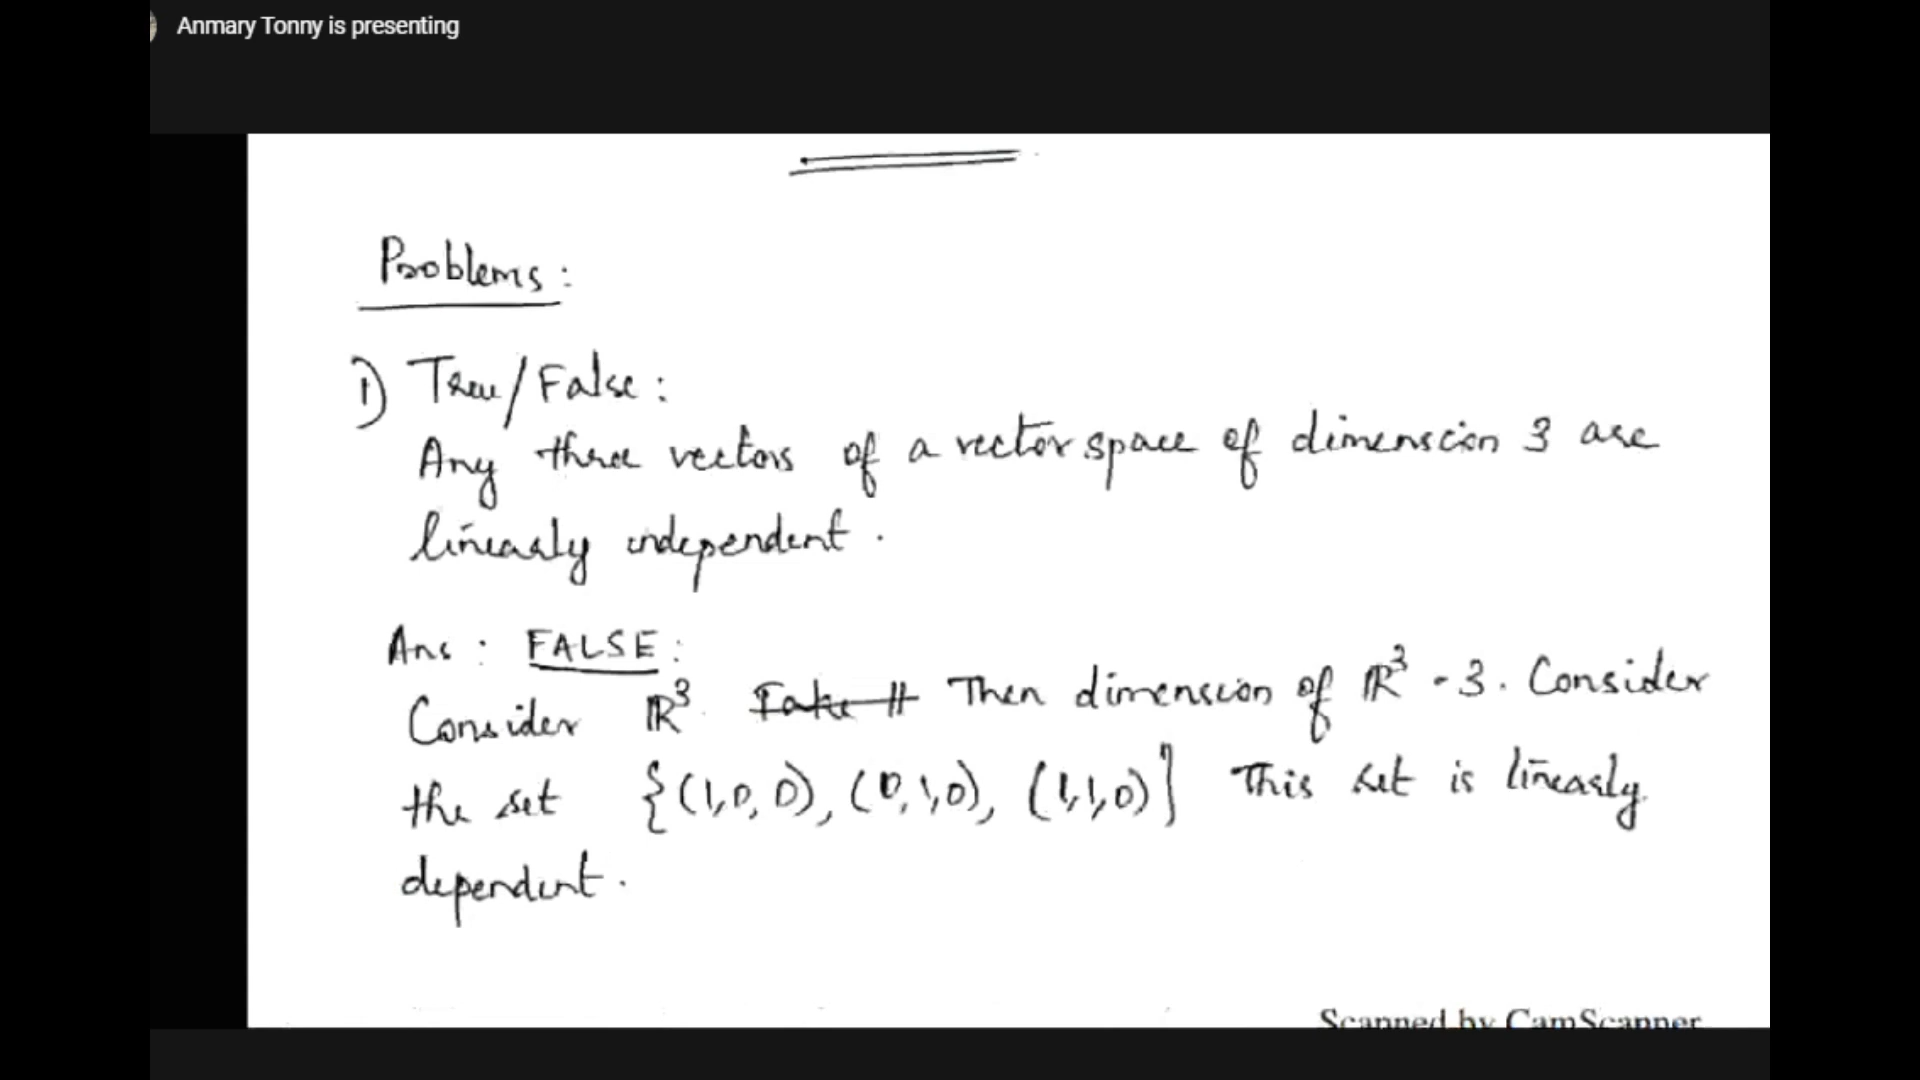 Anmary Tonny is presenting
Problems:
1) True/False:
Any three vectors of a vector space of dimension 3 are
linearly independent.
Ans: FALSE:
Consider ℝ³. Take it Then dimension of ℝ³ = 3. Consider
the set {(1,0,0), (0,1,0), (1,1,0)} This set is linearly
dependent.
Scanned by CamScanner